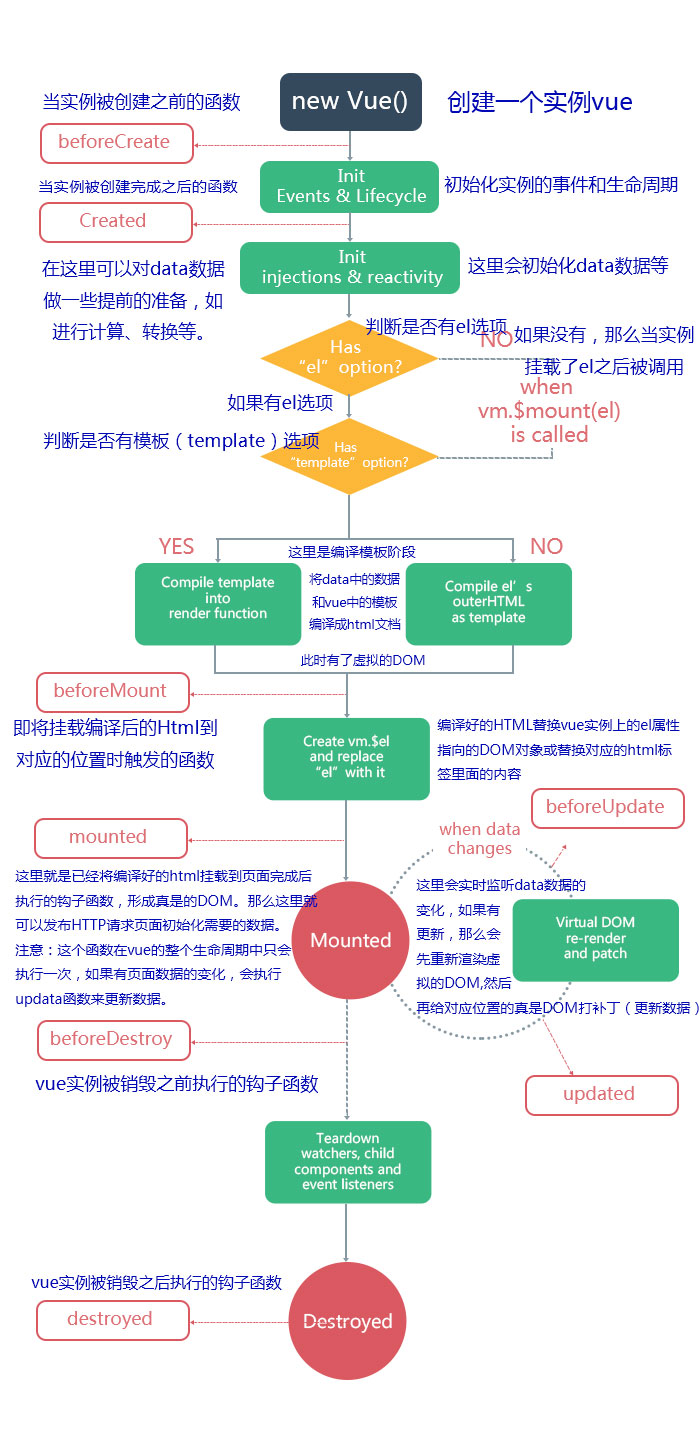 当实例被创建之前的函数
new Vue()
创建一个实例vue
beforeCreate
当实例被创建完成之后的函数
Init
Events & Lifecycle
初始化实例的事件和生命周期
Created
在这里可以对data数据
做一些提前的准备，如
进行计算、转换等。
Init
injections & reactivity
这里会初始化data数据等
判断是否有el选项
Has
“el” option?
NO
如果没有，那么当实例
挂载了el之后被调用
when
vm.$mount(el)
is called
如果有el选项
判断是否有模板（template）选项
Has
“template” option?
YES
这里是编译模板阶段
NO
Compile template
into
render function
将data中的数据
和vue中的模板
编译成html文档
Compile el’s
outerHTML
as template
此时有了虚拟的DOM
beforeMount
即将挂载编译后的Html到
对应的位置时触发的函数
Create vm.$el
and replace
“el” with it
编译好的HTML替换vue实例上的el属性
指向的DOM对象或替换对应的html标
签里面的内容
beforeUpdate
mounted
when data
changes
这里就是已经将编译好的html挂载到页面完成后
执行的钩子函数，形成真是的DOM。那么这里就
可以发布HTTP请求页面初始化需要的数据。
注意：这个函数在vue的整个生命周期中只会
执行一次，如果有页面数据的变化，会执行
updata函数来更新数据。
Mounted
这里会实时监听data数据的
变化，如果有
更新，那么会
先重新渲染虚
拟的DOM,然后
再给对应位置的真是DOM打补丁（更新数据）
Virtual DOM
re-render
and patch
beforeDestroy
vue实例被销毁之前执行的钩子函数
updated
Teardown
watchers, child
components and
event listeners
vue实例被销毁之后执行的钩子函数
destroyed
Destroyed